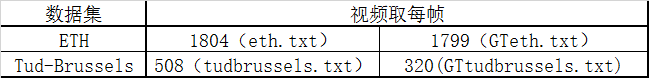 数据集 视频取每帧
ETH 1804（eth.txt） 1799（GTeth.txt）
Tud-Brussels 508（tudbrussels.txt） 320(GTtudbrussels.txt)